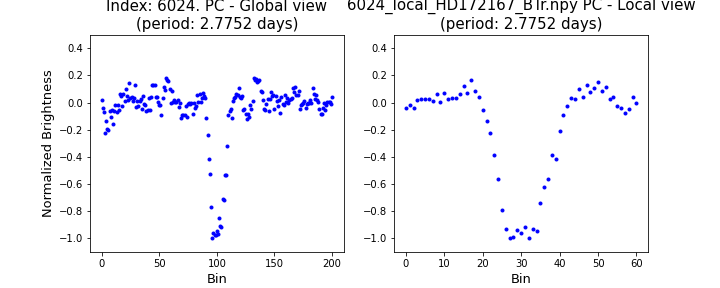 Index: 6024. PC - Global view
(period: 2.7752 days)
6024_local_HD172167_BTr.npy PC - Local view
(period: 2.7752 days)
Normalized Brightness
0.4
0.2
0.0
−0.2
−0.4
−0.6
−0.8
−1.0
0 50 100 150 200
Bin
0.4
0.2
0.0
−0.2
−0.4
−0.6
−0.8
−1.0
0 10 20 30 40 50 60
Bin